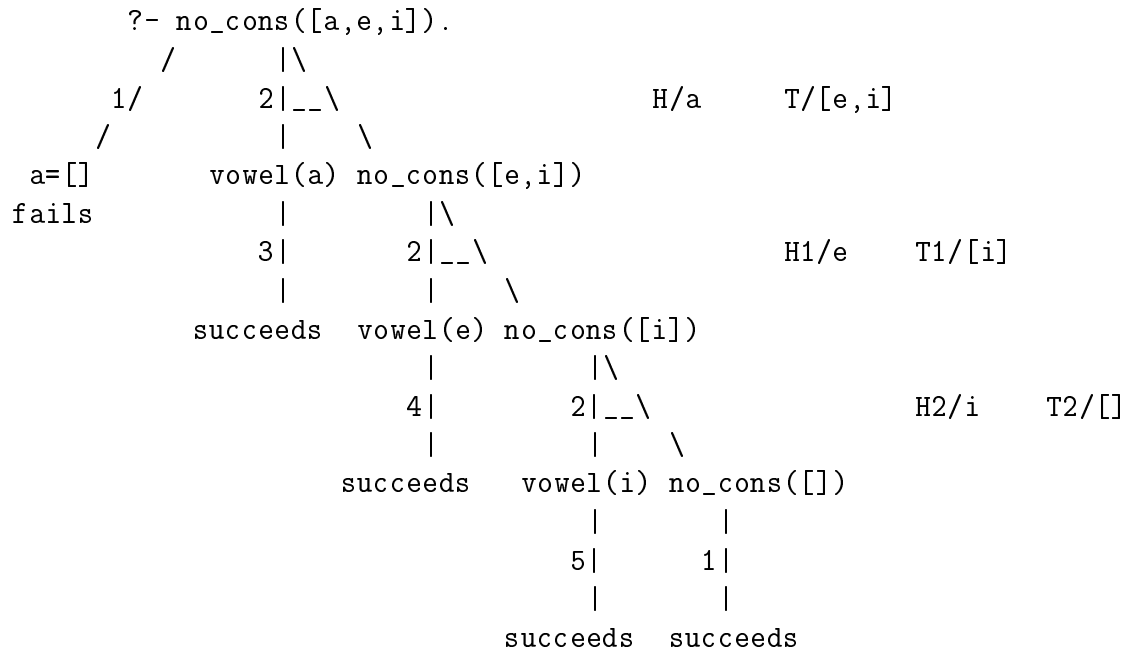 ?- no_cons([a,e,i]).
/ |\
1/ 2|__\ H/a T/[e,i]
/ | \
a=[] vowel(a) no_cons([e,i])
fails | |\
3| 2|__\ H1/e T1/[i]
| | \
succeeds vowel(e) no_cons([i])
| |\
4| 2|__\ H2/i T2/[]
| | \
succeeds vowel(i) no_cons([])
| |
5| 1|
| |
succeeds succeeds